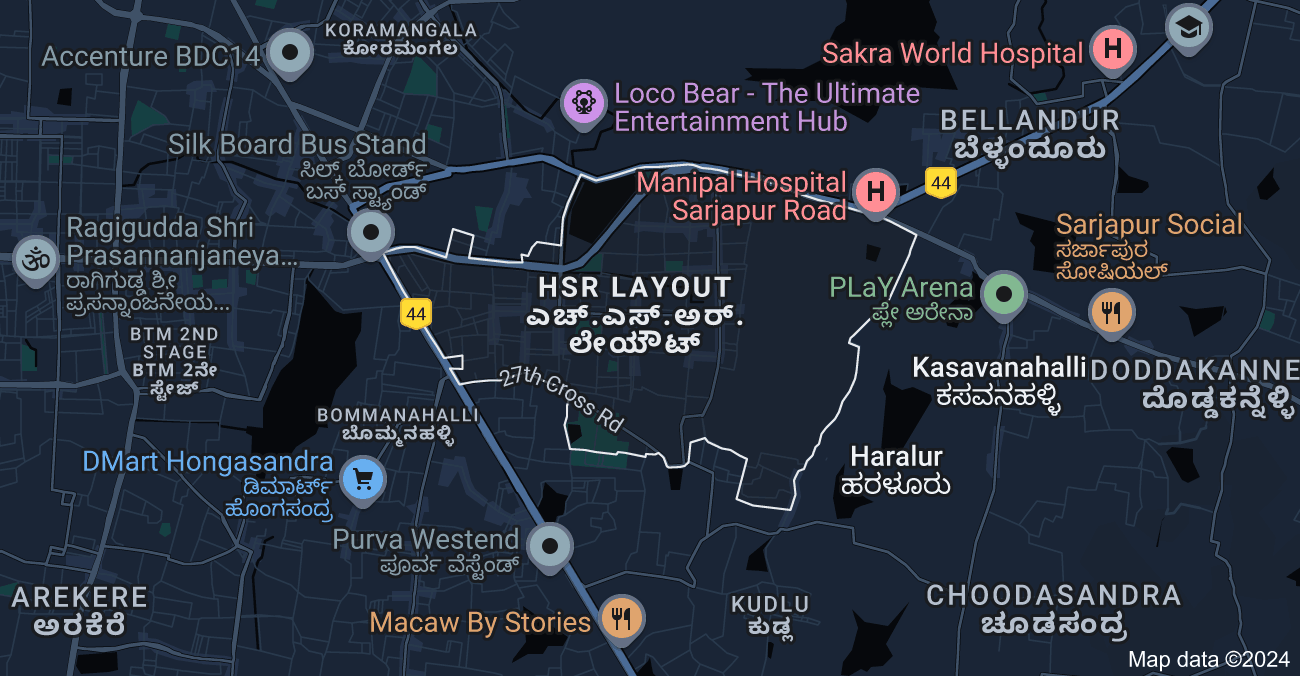 KORAMANGALA
ಕೋರಮಂಗಲ
Accenture BDC14
Sakra World Hospital
Loco Bear - The Ultimate
Entertainment Hub
BELLANDUR
ಬೆಳ್ಳಂದೂರು
Silk Board Bus Stand
ಸಿಲ್ಕ್ ಬೋರ್ಡ್
ಬಸ್ ಸ್ಟ್ಯಾಂಡ್
Manipal Hospital
Sarjapur Road
44
Ragigudda Shri
Prasannanjaneya...
ರಾಗಿಗುಡ್ಡ ಶ್ರೀ
ಪ್ರಸನ್ನಾಂಜನೇಯ...
Sarjapur Social
ಸರ್ಜಾಪುರ
ಸೋಷಿಯಲ್
HSR LAYOUT
ಎಚ್.ಎಸ್.ಆರ್.
ಲೇಯೌಟ್
PLaY Arena
ಪ್ಲೇ ಅರೇನಾ
44
BTM 2ND
STAGE
BTM 2ನೇ
ಸ್ಟೇಜ್
27th Cross Rd
Kasavanahalli
ಕಸವನಹಳ್ಳಿ
DODDAKANNE
ದೊಡ್ಡಕನ್ನೆಳ್ಳಿ
BOMMANAHALLI
ಬೊಮ್ಮನಹಳ್ಳಿ
DMart Hongasandra
ಡಿಮಾರ್ಟ್
ಹೊಂಗಸಂದ್ರ
Haralur
ಹರಳೂರು
Purva Westend
ಪೂರ್ವ ವೆಸ್ಟೆಂಡ್
AREKERE
ಅರಕೆರೆ
Macaw By Stories
KUDLU
ಕುಡ್ಲ
CHOODASANDRA
ಚೂಡಸಂದ್ರ
Map data ©2024